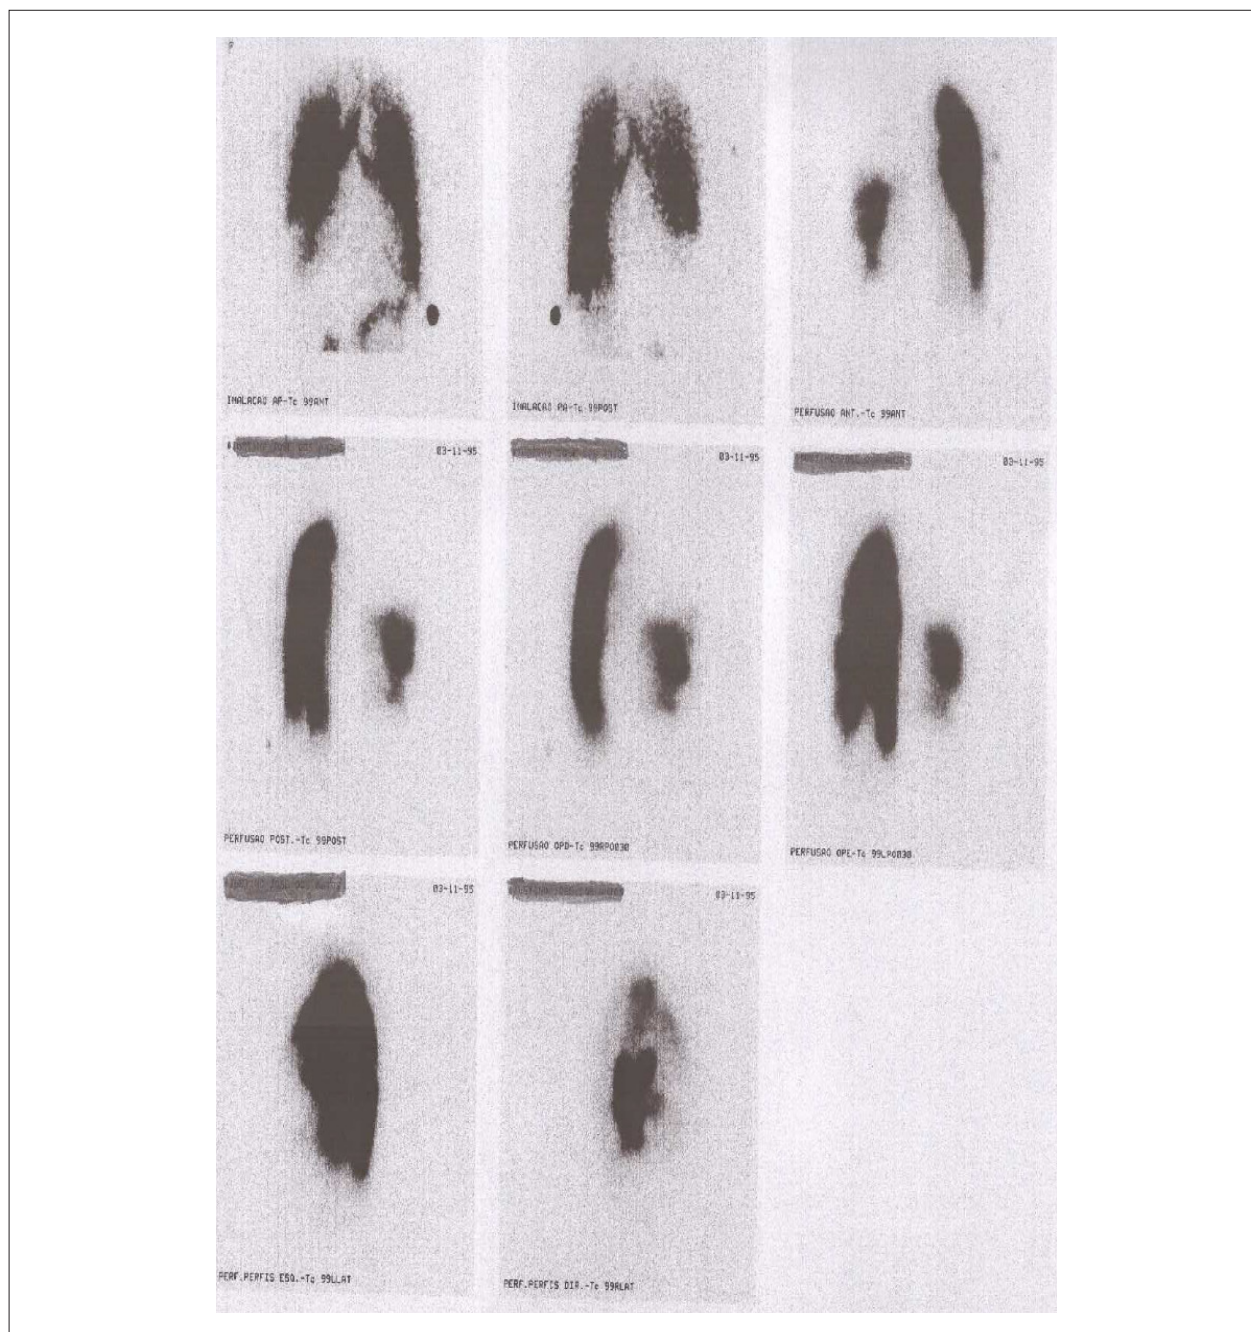 INALACAO AP-Tc 99ANT
INALACAO PA-Tc 99POST
PERFUSAO ANT.-Tc 99ANT
03-11-95
03-11-95
03-11-95
PERFUSAO POST.-Tc 99POST
PERFUSAO OPD-Tc 99RPO030
PERFUSAO OPE-Tc 99LPO030
03-11-95
03-11-95
PERF.PERFIS ESQ.-Tc 99LLAT
PERF.PERFIS DIR.-Tc 99RLAT